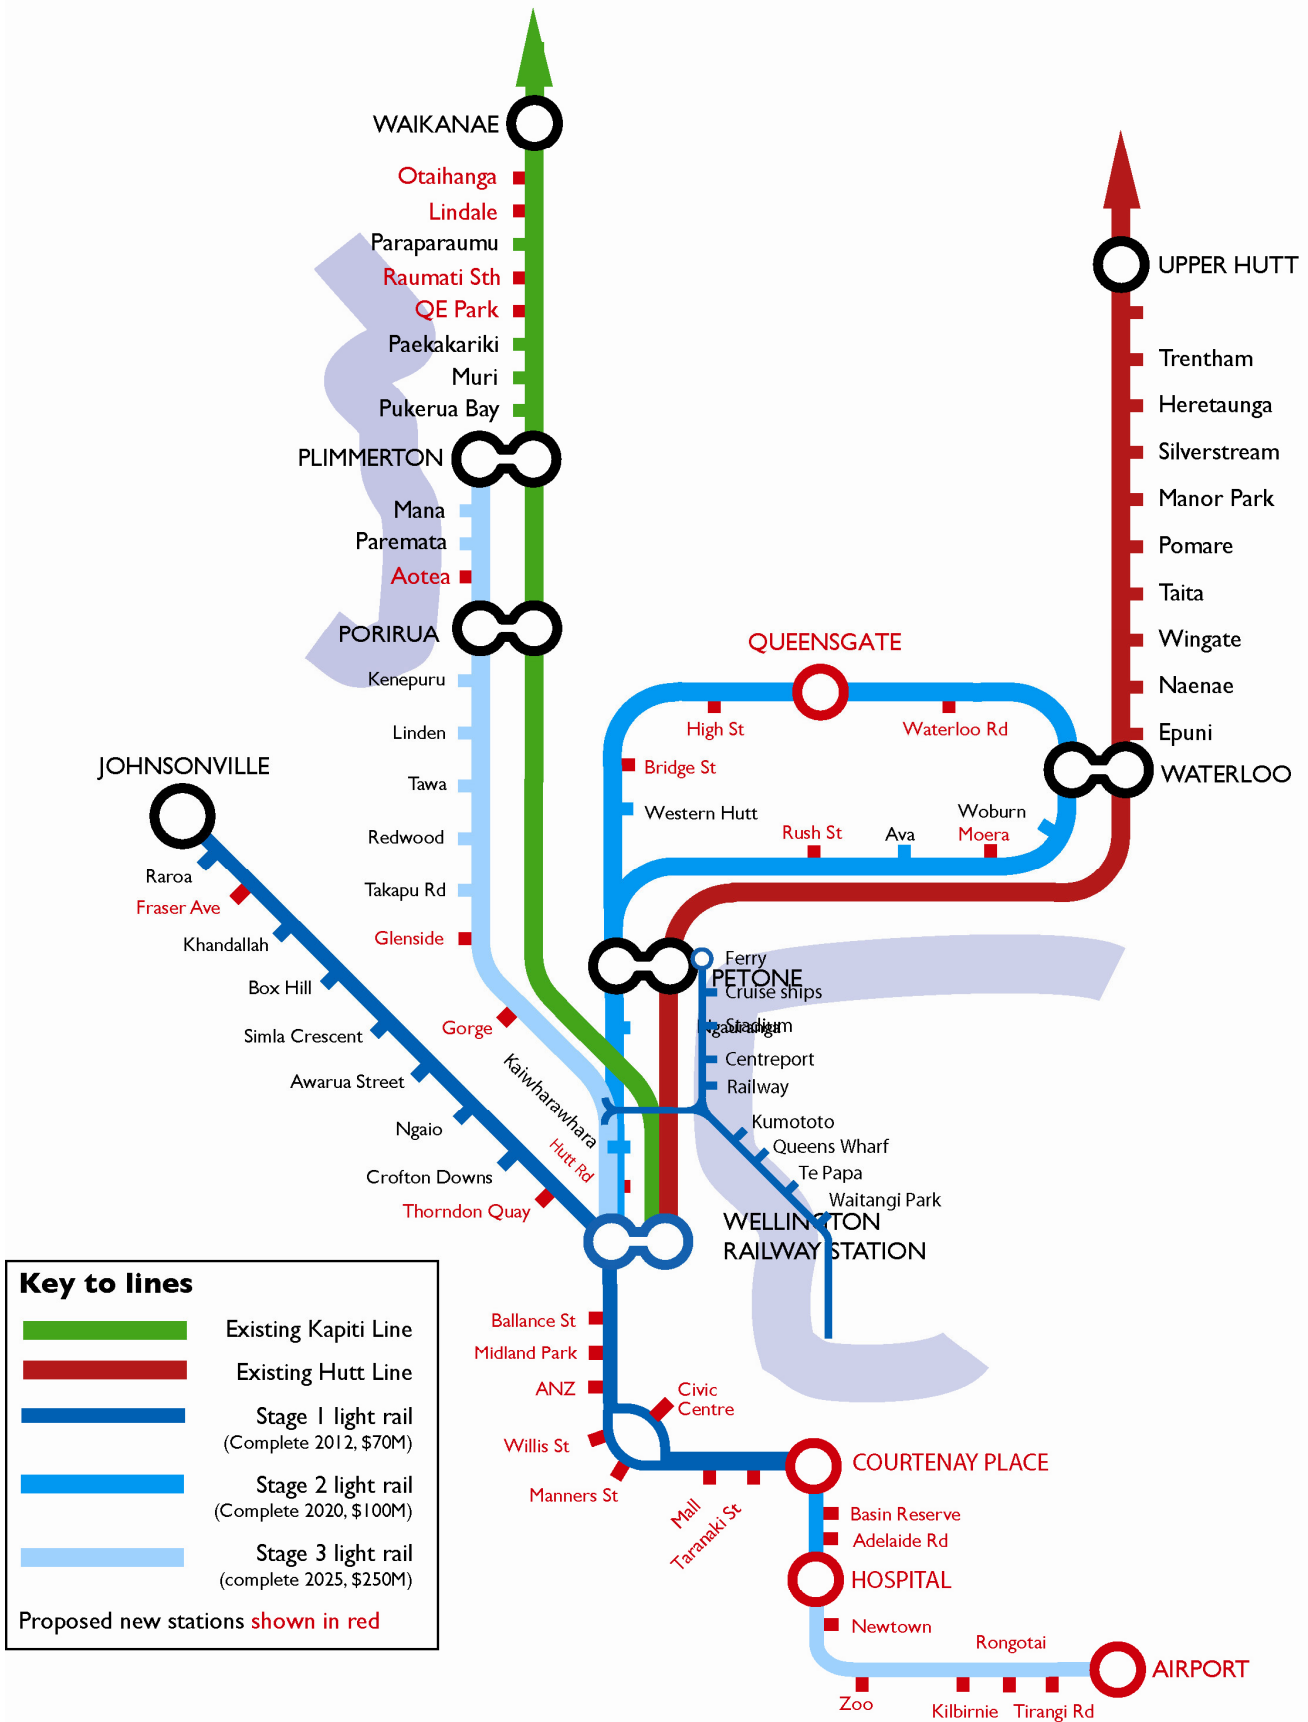 WAIKANAE
Otaihanga
Lindale
Paraparaumu
Raumati Sth
QE Park
Paekakariki
Muri
Pukerua Bay
PLIMMERTON
Mana
Paremata
Aotea
PORIRUA
Kenepuru
Linden
Tawa
Redwood
Takapu Rd
Glenside
Gorge
Kaiwharawhara
Hutt Rd
UPPER HUTT
Trentham
Heretaunga
Silverstream
Manor Park
Pomare
Taita
Wingate
Naenae
Epuni
WATERLOO
QUEENSGATE
High St
Waterloo Rd
Bridge St
Western Hutt
Rush St
Ava
Woburn
Moera
JOHNSONVILLE
Raroa
Fraser Ave
Khandallah
Box Hill
Simla Crescent
Awarua Street
Ngaio
Crofton Downs
Thorndon Quay
Ferry
PETONE
Cruise ships
Ngauranga
Stadium
Centreport
Railway
Kumototo
Queens Wharf
Te Papa
Waitangi Park
WELLINGTON
RAILWAY STATION
Ballance St
Midland Park
ANZ
Civic
Centre
Willis St
Manners St
Mall
Taranaki St
COURTENAY PLACE
Basin Reserve
Adelaide Rd
HOSPITAL
Newtown
Rongotai
AIRPORT
Zoo
Kilbirnie
Tirangi Rd
Key to lines
Existing Kapiti Line
Existing Hutt Line
Stage 1 light rail
(Complete 2012, $70M)
Stage 2 light rail
(Complete 2020, $100M)
Stage 3 light rail
(complete 2025, $250M)
Proposed new stations shown in red